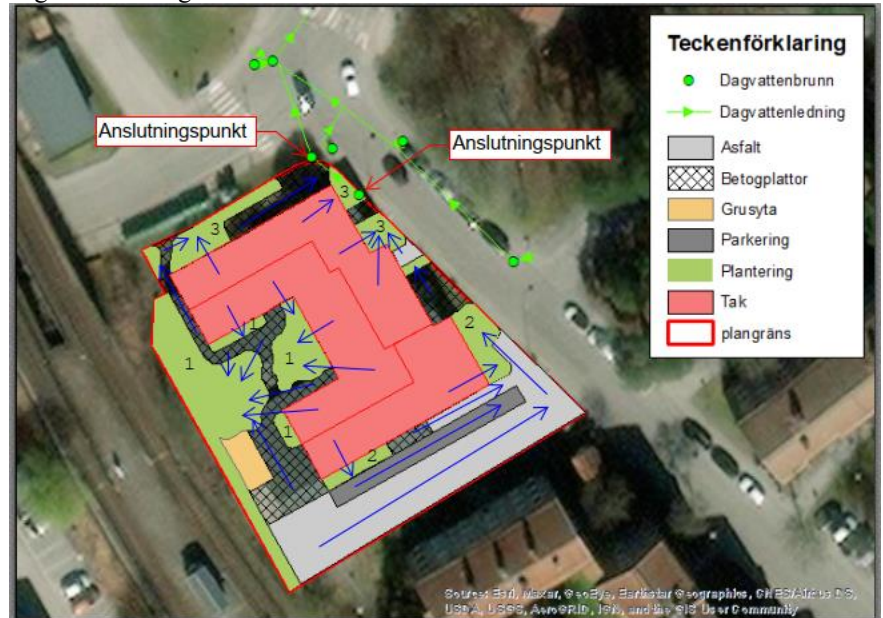 Anslutningspunkt
Anslutningspunkt
3
3
3
1
1
1
1
2
2
Teckenförklaring
Dagvattenbrunn
Dagvattenledning
Asfalt
Betogplattor
Grusyta
Parkering
Plantering
Tak
plangräns
Source: Esri, Maxar, GeoEye, Earthstar Geographics, CNES/Airbus DS,
USDA, USGS, AeroGRID, IGN, and the GIS User Community